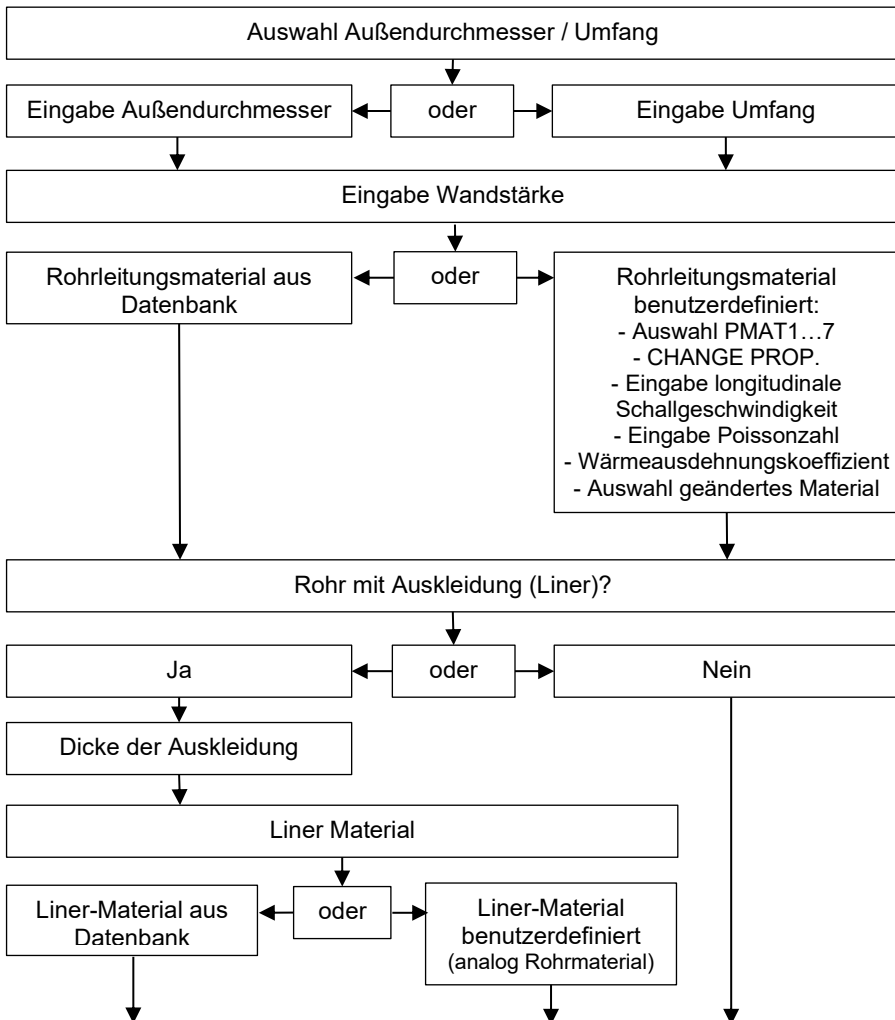 Auswahl Außendurchmesser / Umfang
Eingabe Außendurchmesser
oder
Eingabe Umfang
Eingabe Wandstärke
Rohrleitungsmaterial aus
Datenbank
oder
Rohrleitungsmaterial
benutzerdefiniert:
- Auswahl PMAT1…7
- CHANGE PROP.
- Eingabe longitudinale
Schallgeschwindigkeit
- Eingabe Poissonzahl
- Wärmeausdehnungskoeffizient
- Auswahl geändertes Material
Rohr mit Auskleidung (Liner)?
Ja
oder
Nein
Dicke der Auskleidung
Liner Material
Liner-Material aus
Datenbank
oder
Liner-Material
benutzerdefiniert
(analog Rohrmaterial)